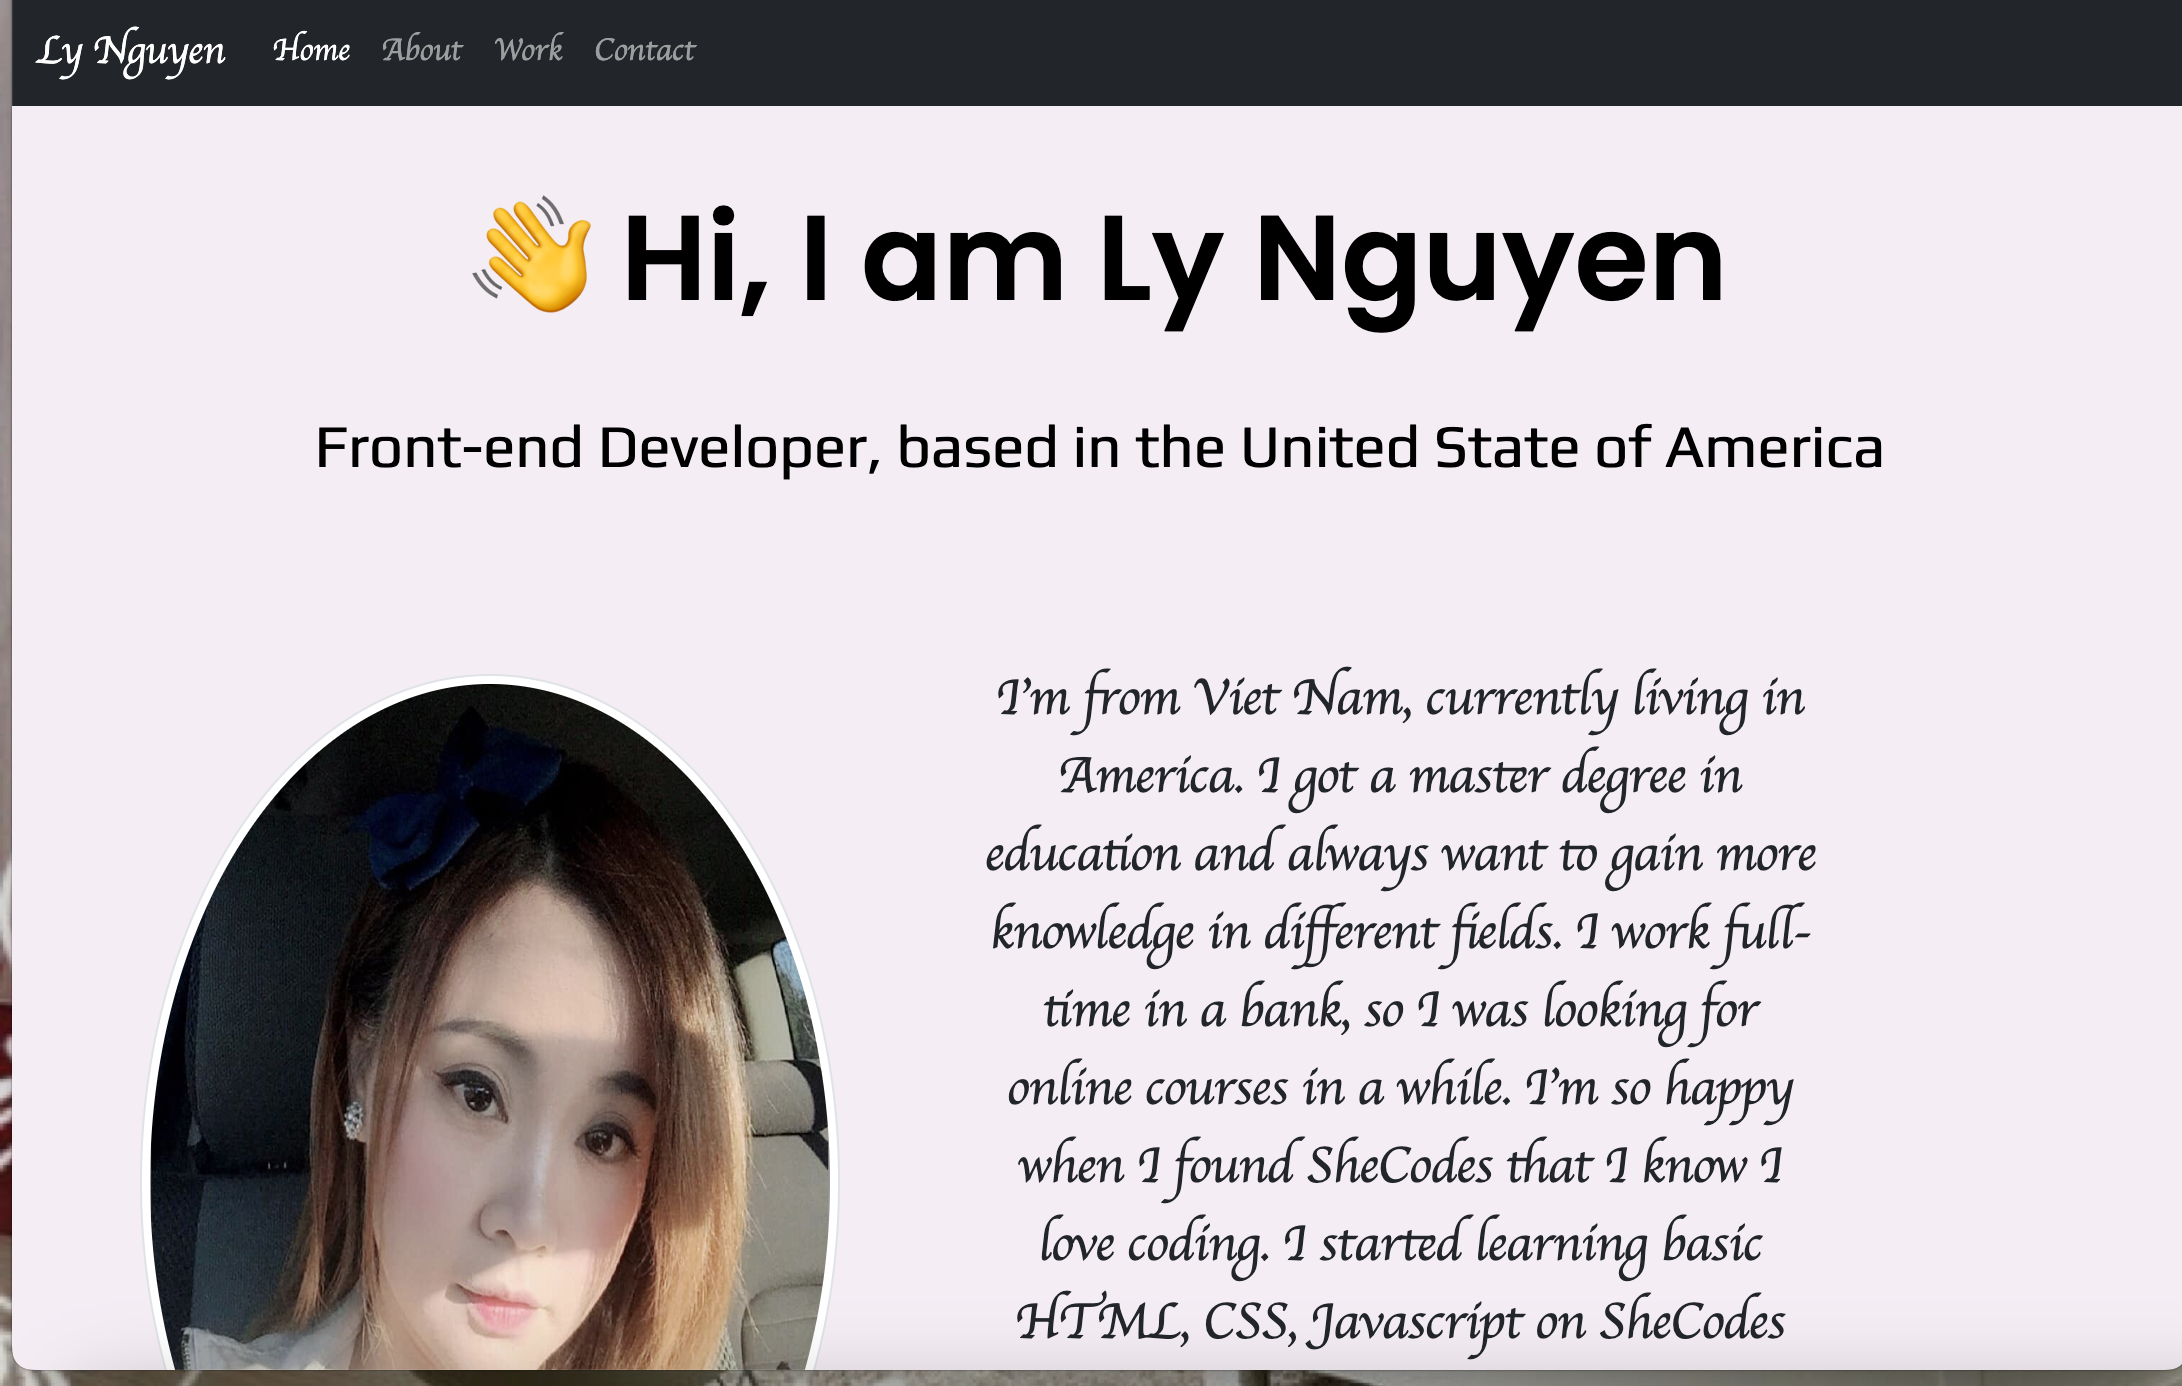 Ly Nguyen Home About Work Contact
👋 Hi, I am Ly Nguyen
Front-end Developer, based in the United State of America
I'm from Viet Nam, currently living in
America. I got a master degree in
education and always want to gain more
knowledge in different fields. I work full-
time in a bank, so I was looking for
online courses in a while. I'm so happy
when I found SheCodes that I know I
love coding. I started learning basic
HTML, CSS, Javascript on SheCodes